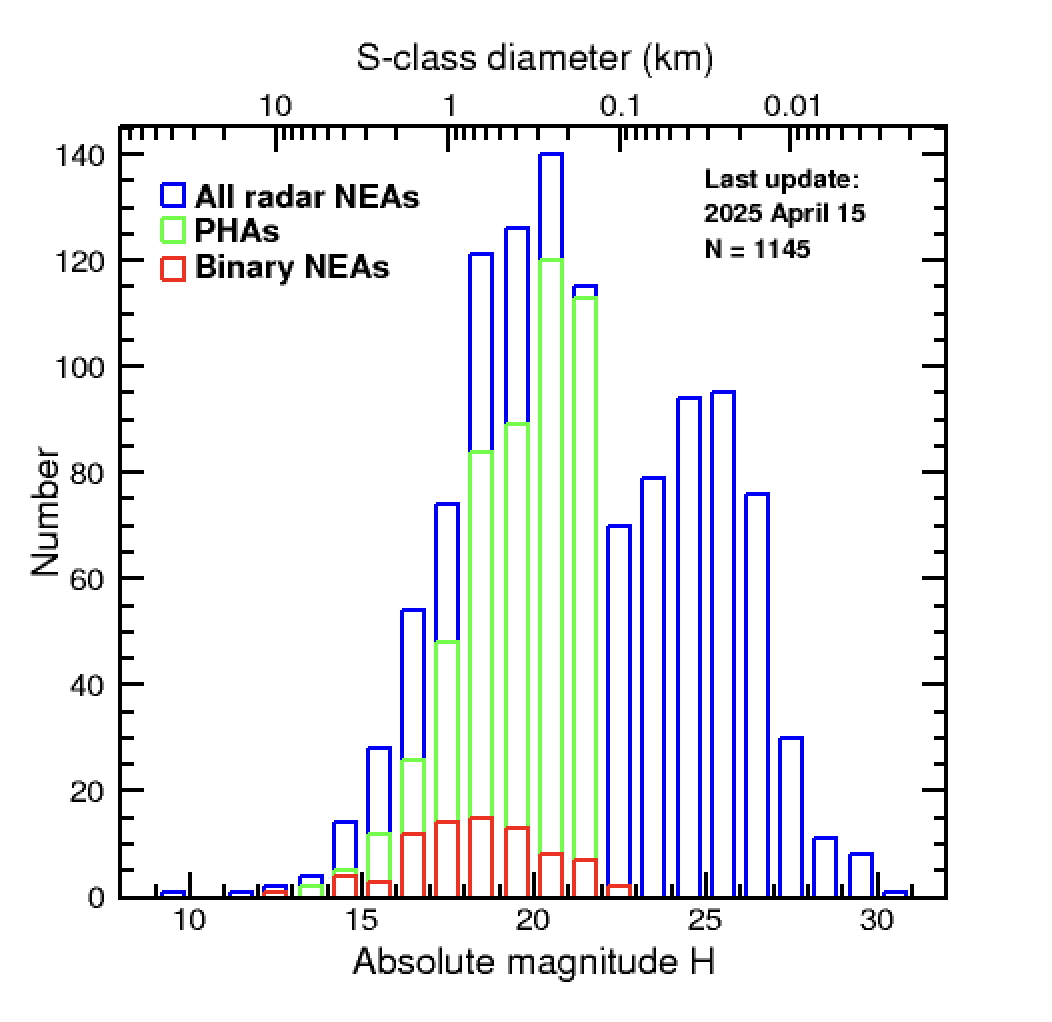 S-class diameter (km)
10 1 0.1 0.01
140
120
100
80
60
40
20
0
Number
All radar NEAs
PHAs
Binary NEAs
Last update:
2025 April 15
N = 1145
10 15 20 25 30
Absolute magnitude H